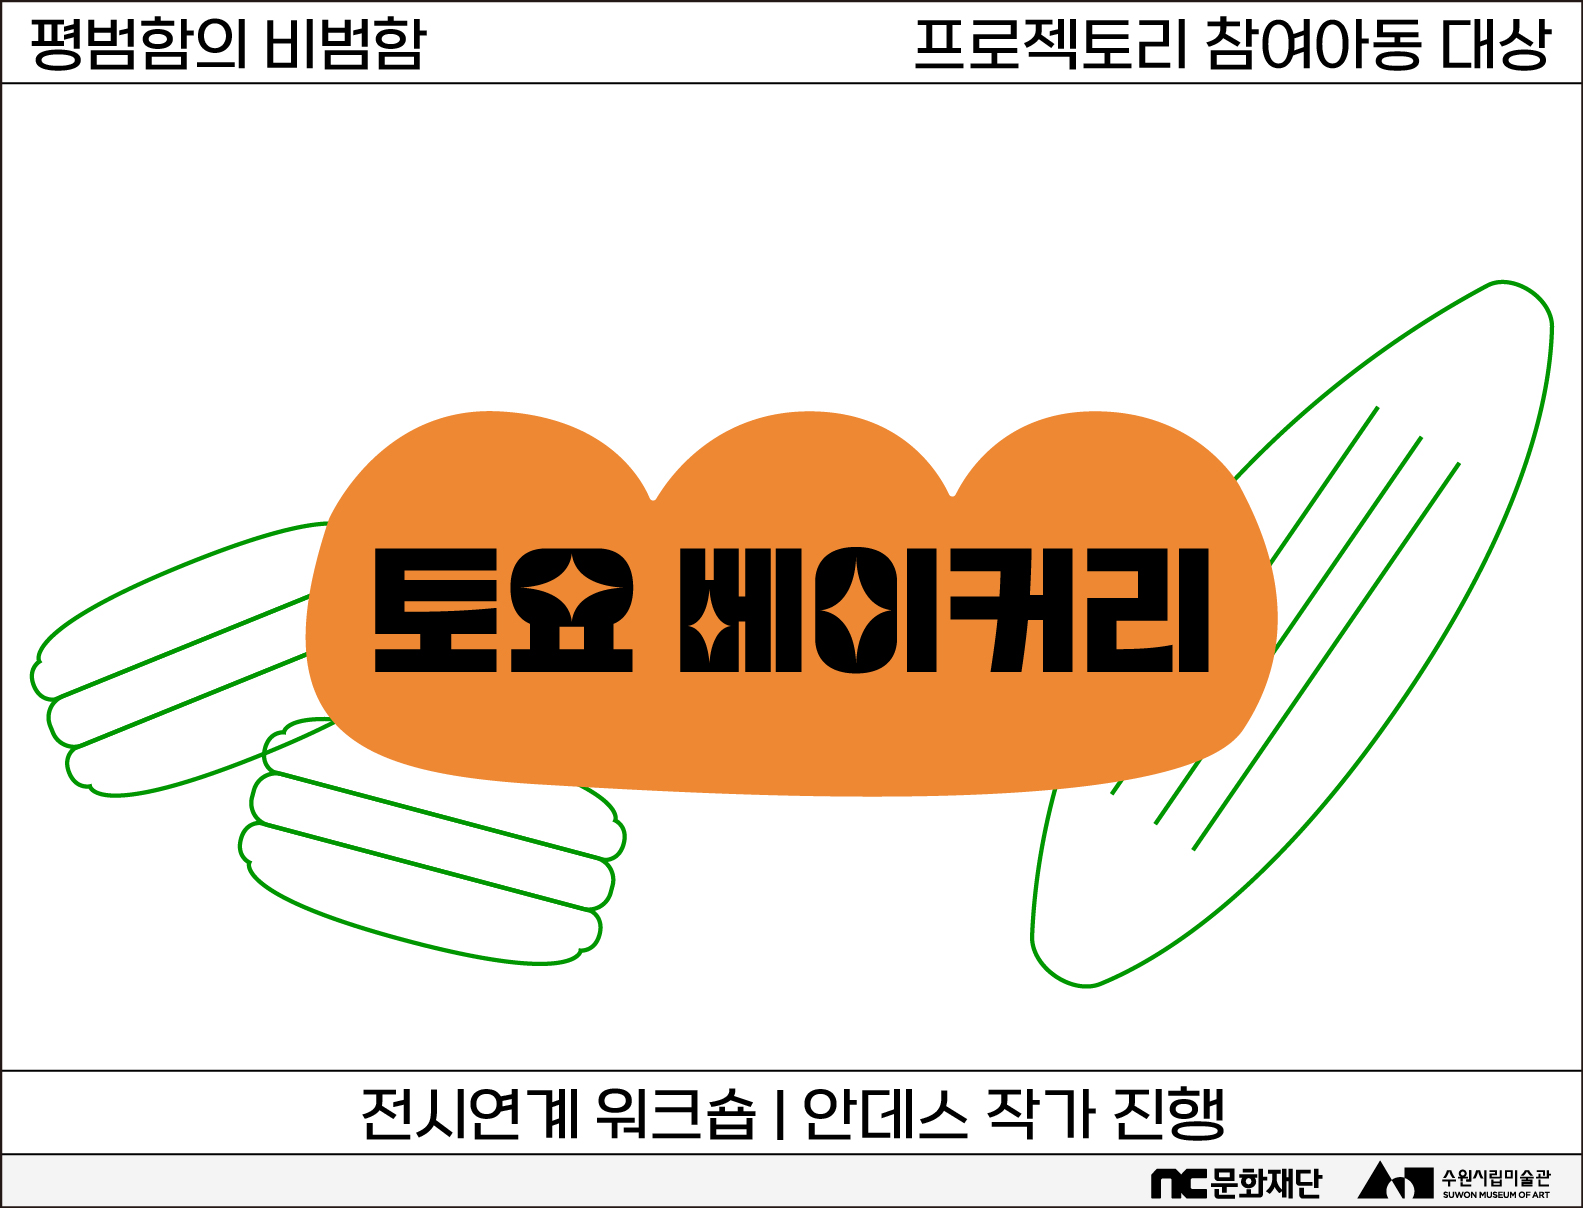 평범함의 비범함
프로젝토리 참여아동 대상
토요 베이커리
전시연계 워크숍 | 안데스 작가 진행
nc문화재단
수원시립미술관
SUWON MUSEUM OF ART